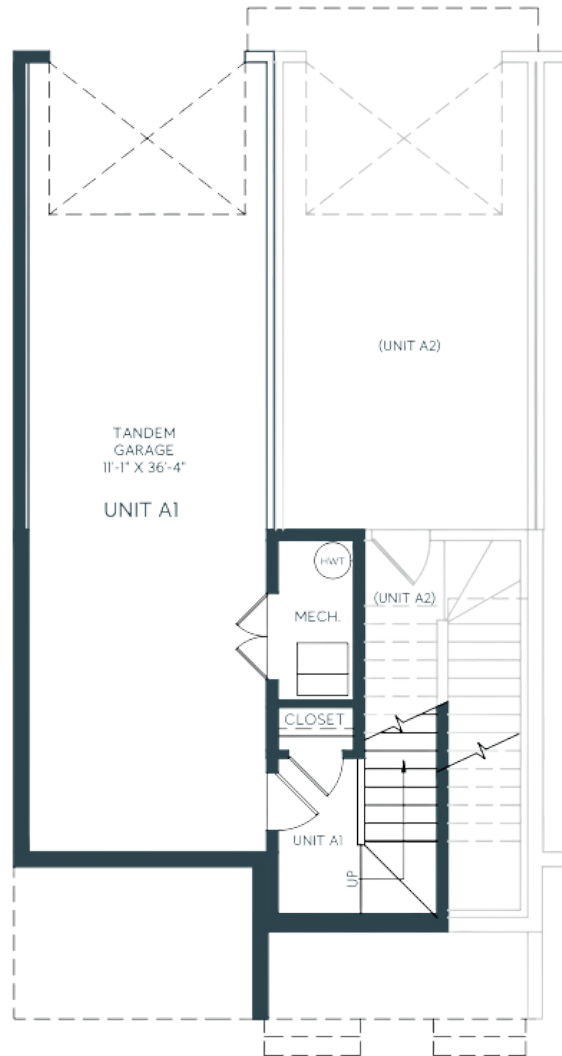 (UNIT A2)
TANDEM
GARAGE
11'-1" X 36'-4"
UNIT A1
HWT
(UNIT A2)
MECH.
CLOSET
UNIT A1
UP